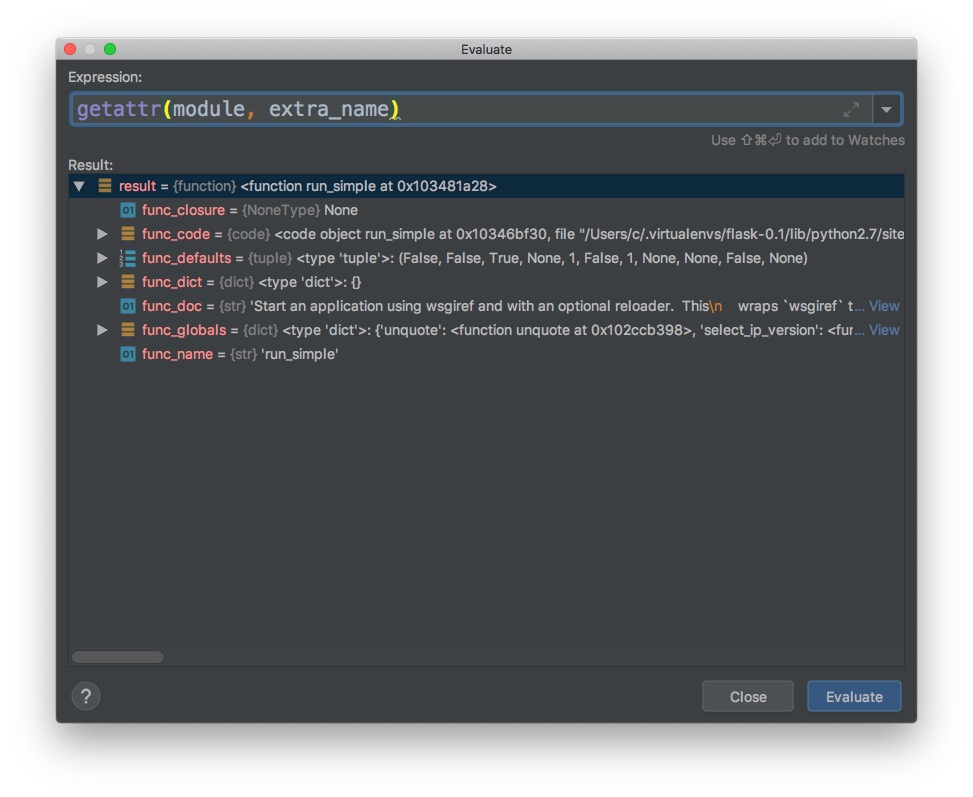 Evaluate
Expression:
getattr(module, extra_name)
Use ⇧⌘⏎ to add to Watches
Result:
result = {function} <function run_simple at 0x103481a28>
01 func_closure = {NoneType} None
func_code = {code} <code object run_simple at 0x10346bf30, file "/Users/c/.virtualenvs/flask-0.1/lib/python2.7/site
func_defaults = {tuple} <type 'tuple'>: (False, False, True, None, 1, False, 1, None, None, False, None)
func_dict = {dict} <type 'dict'>: {}
01 func_doc = {str} 'Start an application using wsgiref and with an optional reloader.  This\n    wraps `wsgiref` t... View
func_globals = {dict} <type 'dict'>: {'unquote': <function unquote at 0x102ccb398>, 'select_ip_version': <fur... View
01 func_name = {str} 'run_simple'
? Close Evaluate